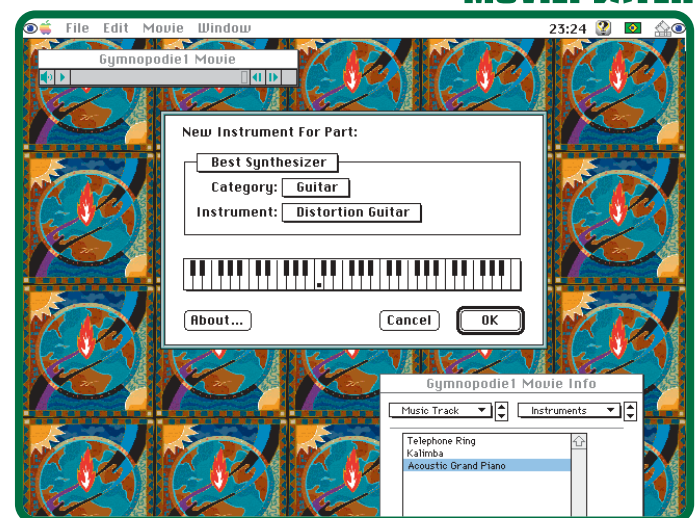 File Edit Movie Window 23:24
Gymnopodie1 Movie
New Instrument For Part:
Best Synthesizer
Category: Guitar
Instrument: Distortion Guitar
About...
Cancel
OK
Gymnopodie1 Movie Info
Music Track
Instruments
Telephone Ring
Kalimba
Acoustic Grand Piano